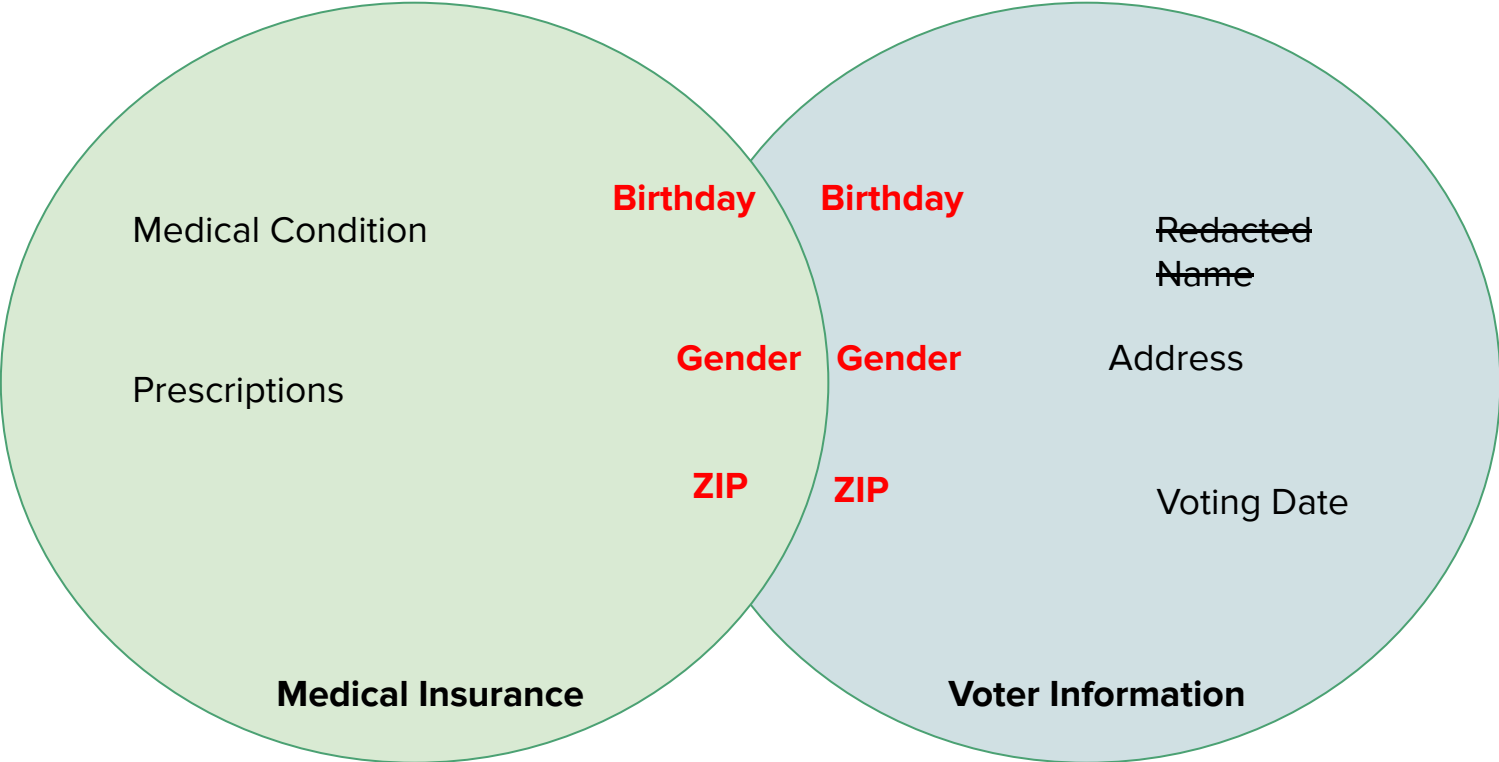 Birthday
Birthday
Medical Condition
Redacted
Name
Gender
Gender
Address
Prescriptions
ZIP
ZIP
Voting Date
Medical Insurance
Voter Information